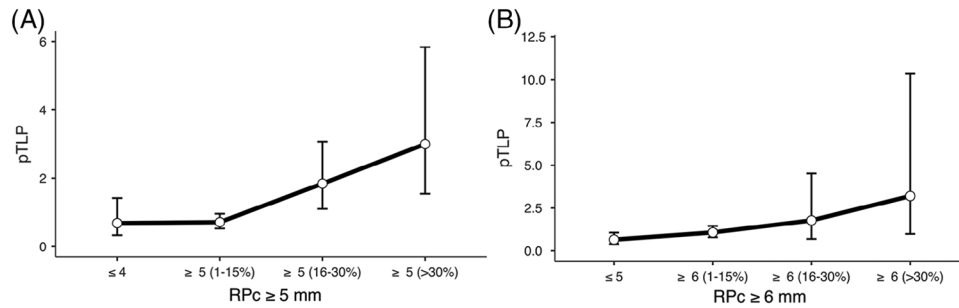 (A)
6
4
2
0
pTLP
≤ 4
≥ 5 (1-15%)
≥ 5 (16-30%)
≥ 5 (>30%)
RPc ≥ 5 mm
(B)
12.5
10.0
7.5
5.0
2.5
0.0
pTLP
≤ 5
≥ 6 (1-15%)
≥ 6 (16-30%)
≥ 6 (>30%)
RPc ≥ 6 mm